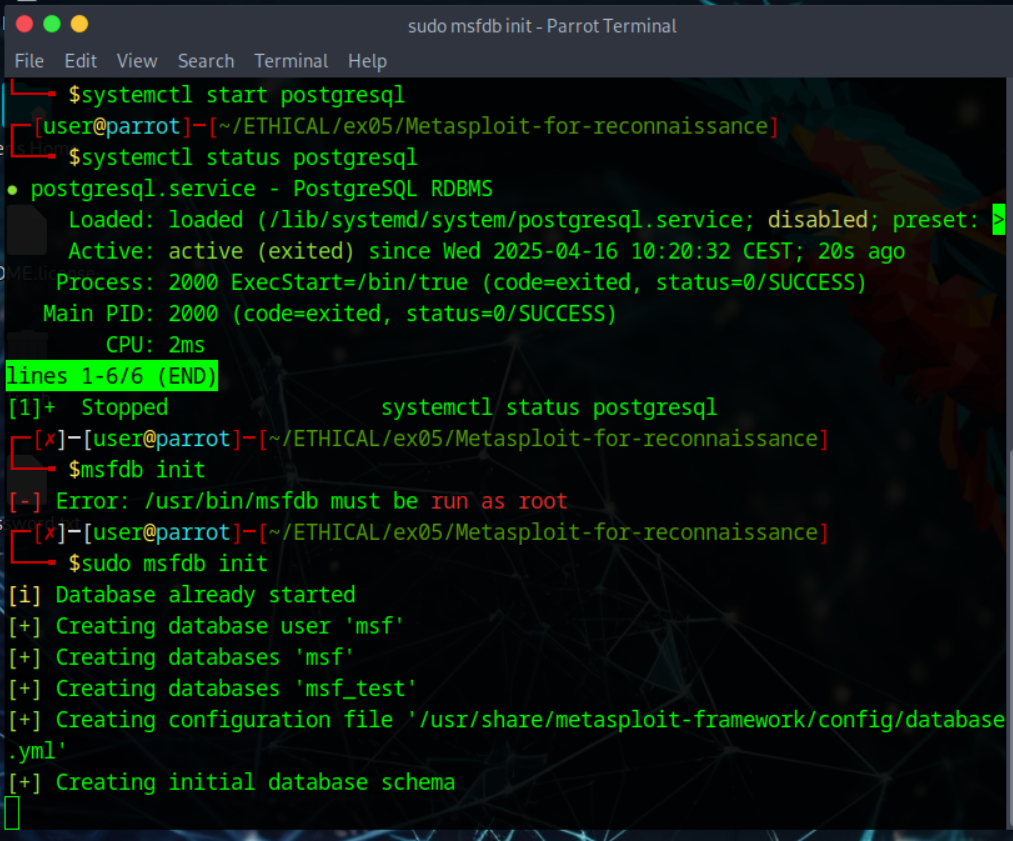 sudo msfdb init - Parrot Terminal
File Edit View Search Terminal Help
$systemctl start postgresql
[user@parrot]─[~/ETHICAL/ex05/Metasploit-for-reconnaissance]
$systemctl status postgresql
● postgresql.service - PostgreSQL RDBMS
Loaded: loaded (/lib/systemd/system/postgresql.service; disabled; preset: >
Active: active (exited) since Wed 2025-04-16 10:20:32 CEST; 20s ago
Process: 2000 ExecStart=/bin/true (code=exited, status=0/SUCCESS)
Main PID: 2000 (code=exited, status=0/SUCCESS)
CPU: 2ms
lines 1-6/6 (END)
[1]+  Stopped                 systemctl status postgresql
[✗]─[user@parrot]─[~/ETHICAL/ex05/Metasploit-for-reconnaissance]
$msfdb init
[-] Error: /usr/bin/msfdb must be run as root
[✗]─[user@parrot]─[~/ETHICAL/ex05/Metasploit-for-reconnaissance]
$sudo msfdb init
[i] Database already started
[+] Creating database user 'msf'
[+] Creating databases 'msf'
[+] Creating databases 'msf_test'
[+] Creating configuration file '/usr/share/metasploit-framework/config/database
.yml'
[+] Creating initial database schema